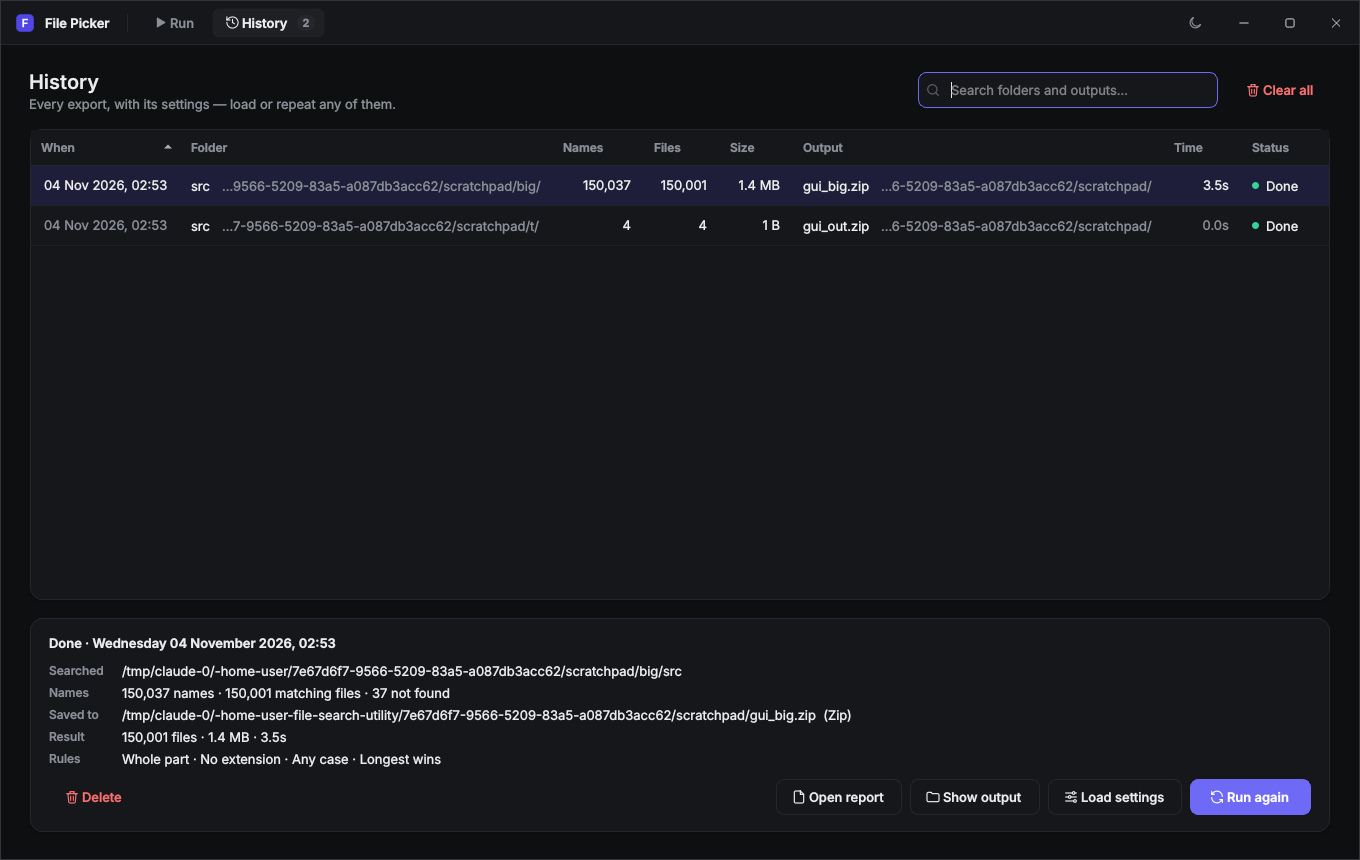 F File Picker Run History 2
History
Every export, with its settings — load or repeat any of them.
Search folders and outputs...
Clear all
When Folder Names Files Size Output Time Status
04 Nov 2026, 02:53 src ...9566-5209-83a5-a087db3acc62/scratchpad/big/ 150,037 150,001 1.4 MB gui_big.zip ...6-5209-83a5-a087db3acc62/scratchpad/ 3.5s Done
04 Nov 2026, 02:53 src ...7-9566-5209-83a5-a087db3acc62/scratchpad/t/ 4 4 1 B gui_out.zip ...6-5209-83a5-a087db3acc62/scratchpad/ 0.0s Done
Done · Wednesday 04 November 2026, 02:53
Searched /tmp/claude-0/-home-user/7e67d6f7-9566-5209-83a5-a087db3acc62/scratchpad/big/src
Names 150,037 names · 150,001 matching files · 37 not found
Saved to /tmp/claude-0/-home-user-file-search-utility/7e67d6f7-9566-5209-83a5-a087db3acc62/scratchpad/gui_big.zip (Zip)
Result 150,001 files · 1.4 MB · 3.5s
Rules Whole part · No extension · Any case · Longest wins
Delete Open report Show output Load settings Run again